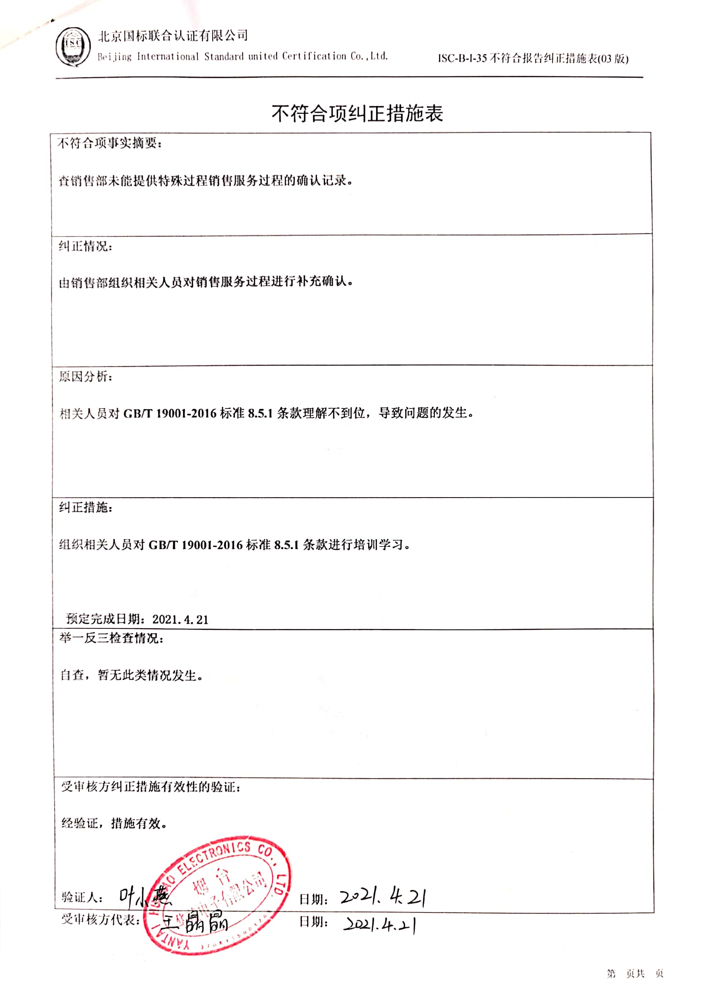 ISC
北京国标联合认证有限公司
Beijing International Standard united Certification Co.,Ltd.
ISC-B-I-35 不符合报告纠正措施表(03 版)
不符合项纠正措施表
不符合项事实摘要：
查销售部未能提供特殊过程销售服务过程的确认记录。
纠正情况：
由销售部组织相关人员对销售服务过程进行补充确认。
原因分析：
相关人员对 GB/T 19001-2016 标准 8.5.1 条款理解不到位，导致问题的发生。
纠正措施：
组织相关人员对 GB/T 19001-2016 标准 8.5.1 条款进行培训学习。
预定完成日期：2021.4.21
举一反三检查情况：
自查，暂无此类情况发生。
受审核方纠正措施有效性的验证：
经验证，措施有效。
验证人： 叶小燕 日期： 2021.4.21
受审核方代表： 王晶晶 日期： 2021.4.21
YANTAI ELECTRONICS CO., LTD.
烟台
电子有限公司
第 页共 页